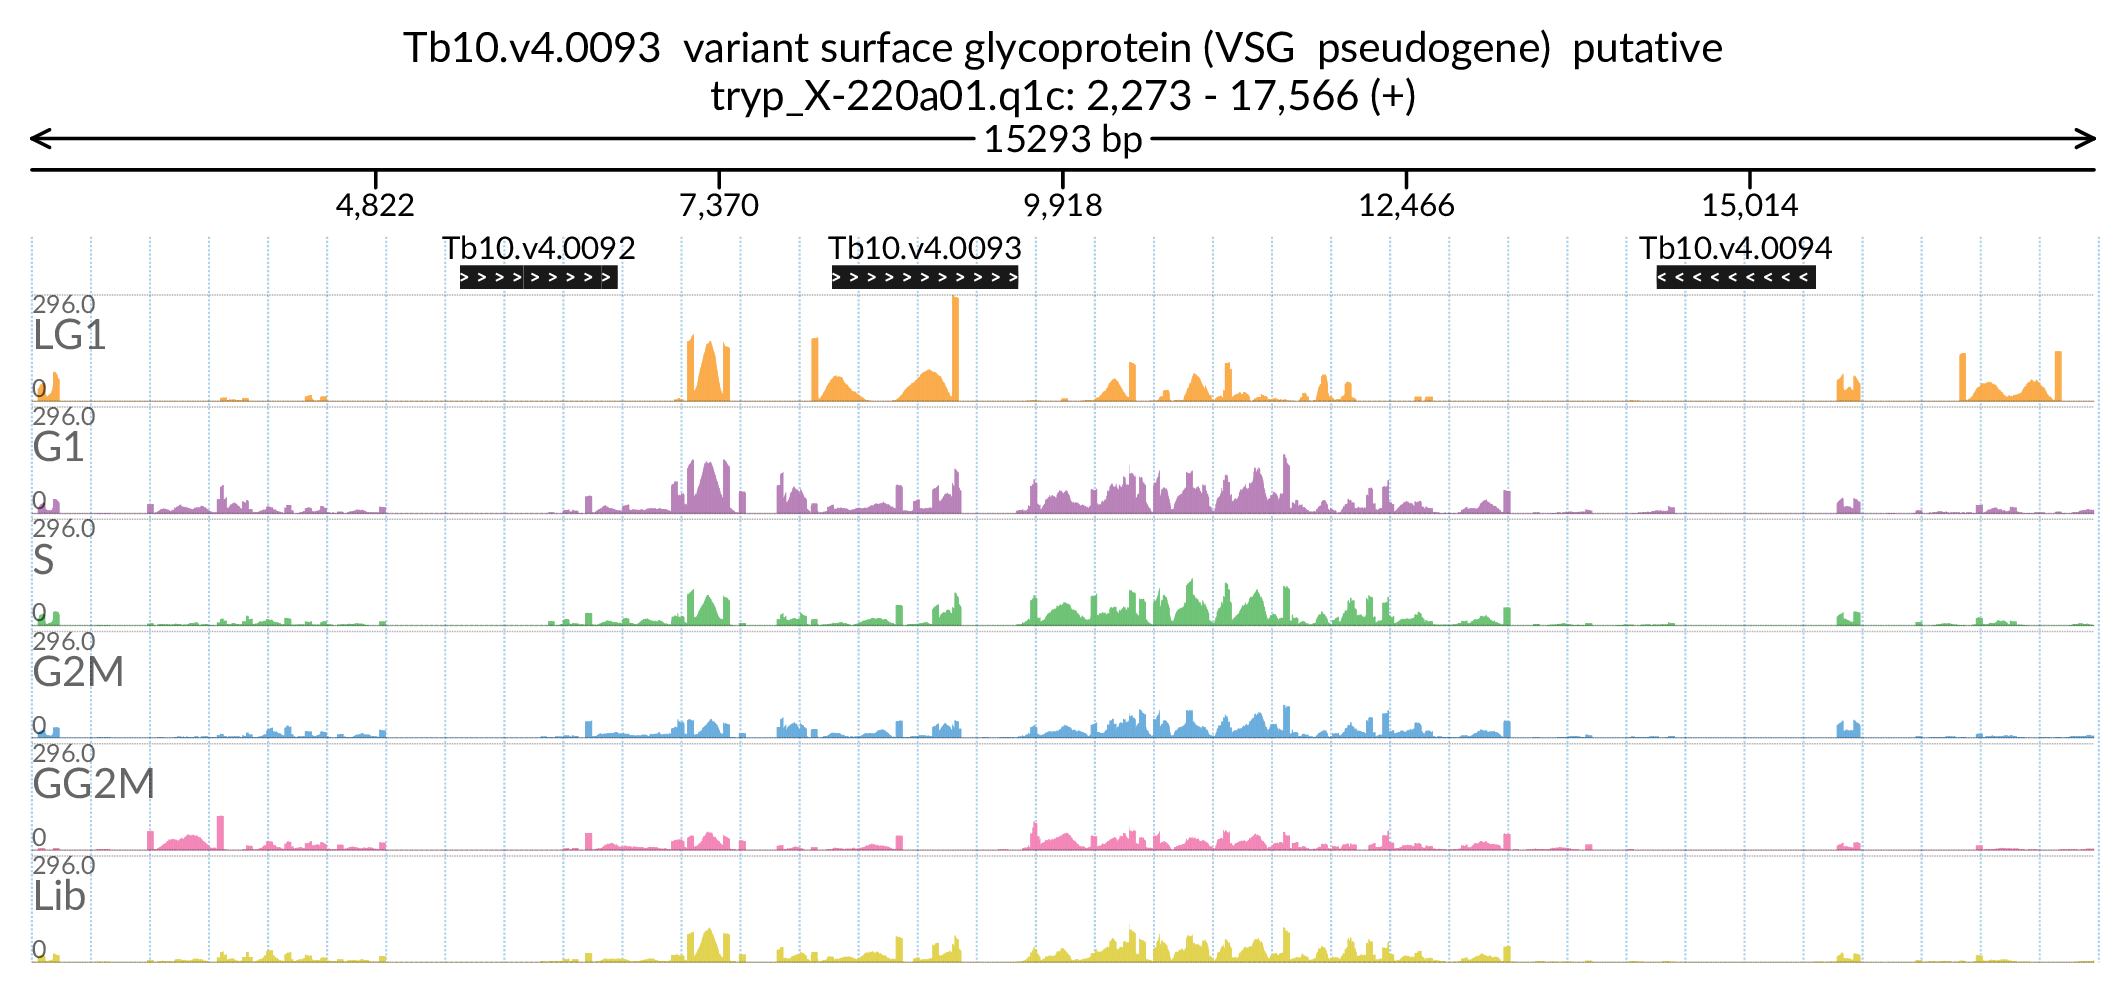 Tb10.v4.0093  variant surface glycoprotein (VSG  pseudogene)  putative
tryp_X-220a01.q1c: 2,273 - 17,566 (+)
15293 bp
4,822 7,370 9,918 12,466 15,014
Tb10.v4.0092 Tb10.v4.0093 Tb10.v4.0094
296.0
LG1
0
296.0
G1
0
296.0
S
0
296.0
G2M
0
296.0
GG2M
0
296.0
Lib
0